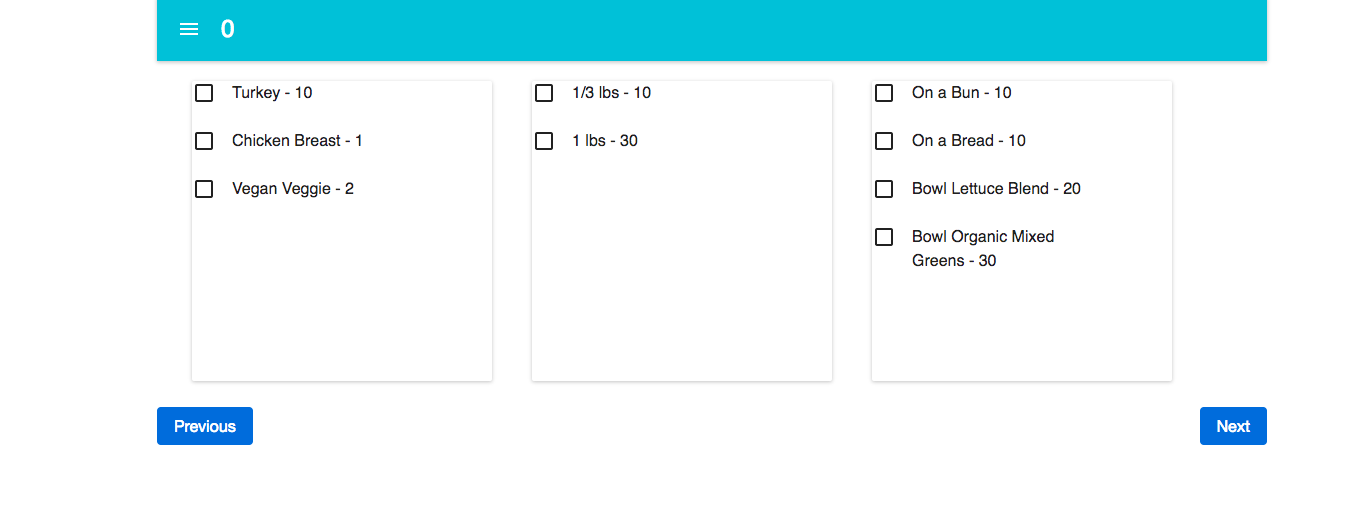 0
Turkey - 10
Chicken Breast - 1
Vegan Veggie - 2
1/3 lbs - 10
1 lbs - 30
On a Bun - 10
On a Bread - 10
Bowl Lettuce Blend - 20
Bowl Organic Mixed
Greens - 30
Previous
Next